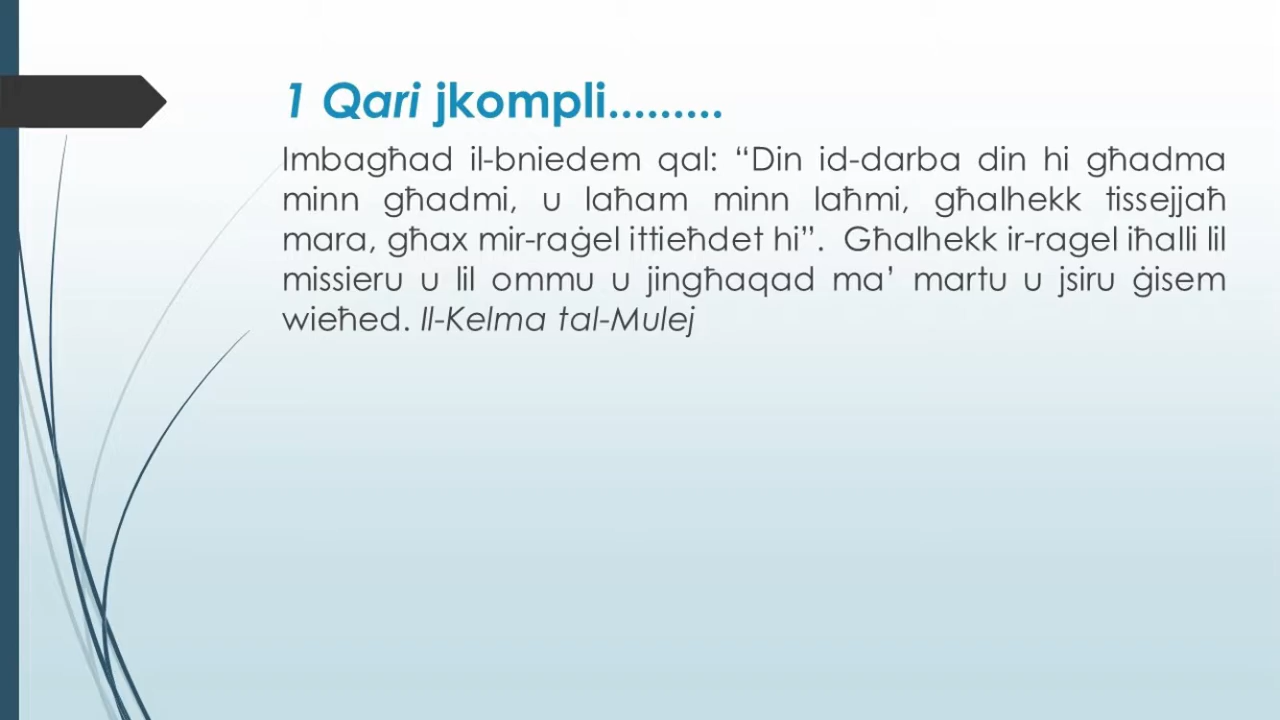 1 Qari jkompli.........
Imbagħad il-bniedem qal: “Din id-darba din hi għadma
minn għadmi, u laħam minn laħmi, għalhekk tissejjaħ
mara, għax mir-raġel ittieħdet hi”.  Għalhekk ir-ragel iħalli lil
missieru u lil ommu u jingħaqad ma’ martu u jsiru ġisem
wieħed. Il-Kelma tal-Mulej